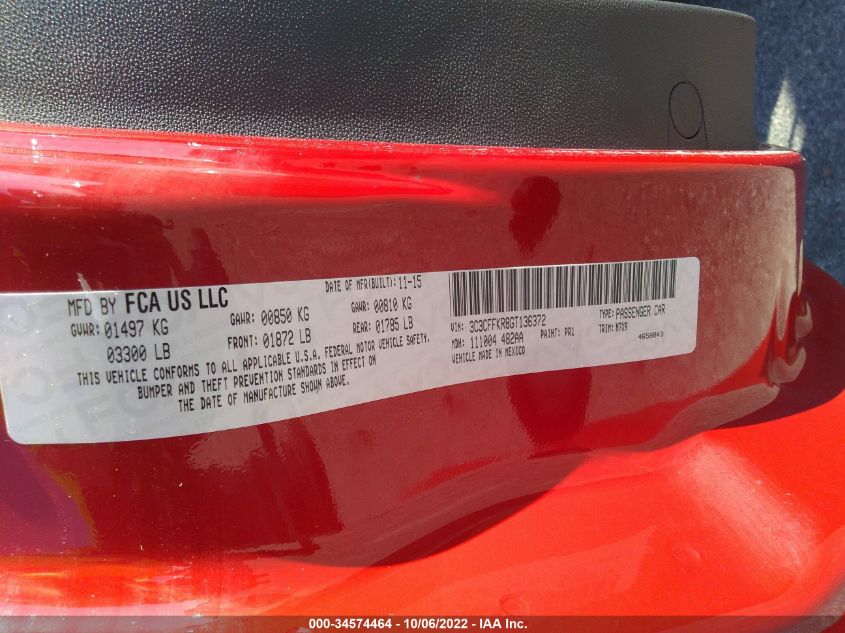 MFD BY FCA US LLC
DATE OF MFR(BUILT): 11-15
GVWR: 01497 KG
GAWR: 00850 KG
GAWR: 00810 KG
03300 LB
FRONT: 01872 LB
REAR: 01785 LB
THIS VEHICLE CONFORMS TO ALL APPLICABLE U.S.A. FEDERAL MOTOR VEHICLE SAFETY,
BUMPER AND THEFT PREVENTION STANDARDS IN EFFECT ON
THE DATE OF MANUFACTURE SHOWN ABOVE.
VIN: 3C3CFFKR8GT136372
TYPE: PASSENGER CAR
MDH: 111004 482AA
PAINT: PR1
TRIM:
VEHICLE MADE IN MEXICO
4658043
000-34574464 - 10/06/2022 - IAA Inc.